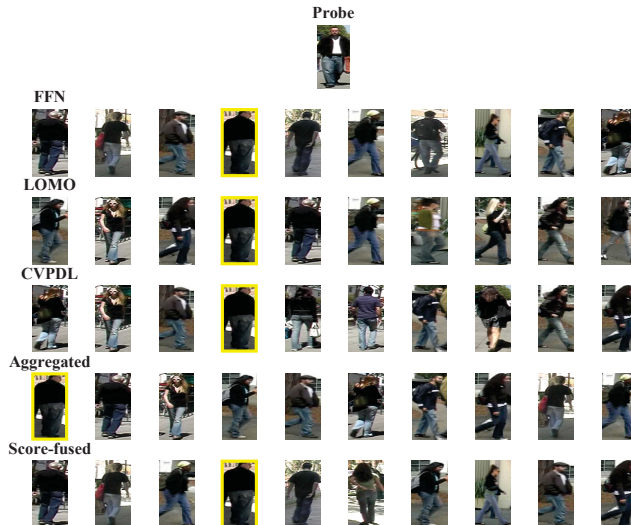 Probe
FFN
LOMO
CVPDL
Aggregated
Score-fused